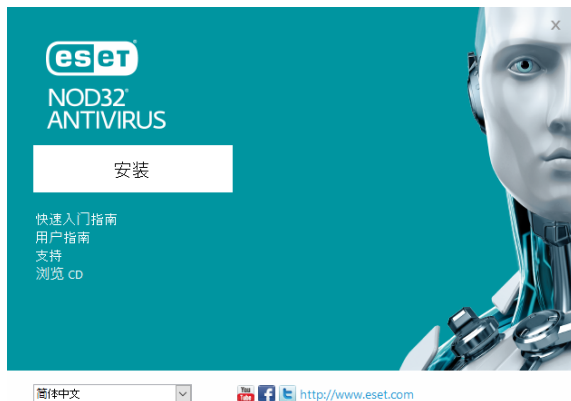 eset
NOD32®
ANTIVIRUS
安装
快速入门指南
用户指南
支持
浏览 CD
简体中文
You Tube
http://www.eset.com